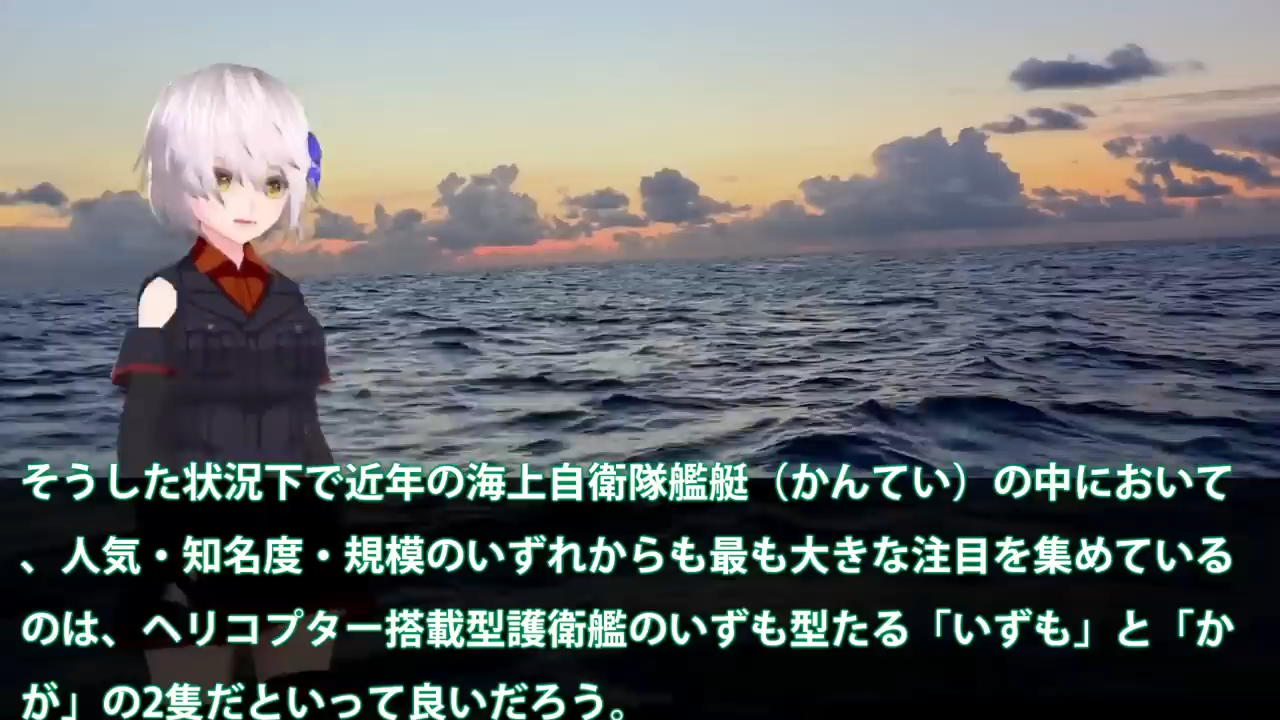 そうした状況下で近年の海上自衛隊艦艇（かんてい）の中において
、人気・知名度・規模のいずれからも最も大きな注目を集めている
のは、ヘリコプター搭載型護衛艦のいずも型たる「いずも」と「か
が」の2隻だといって良いだろう。